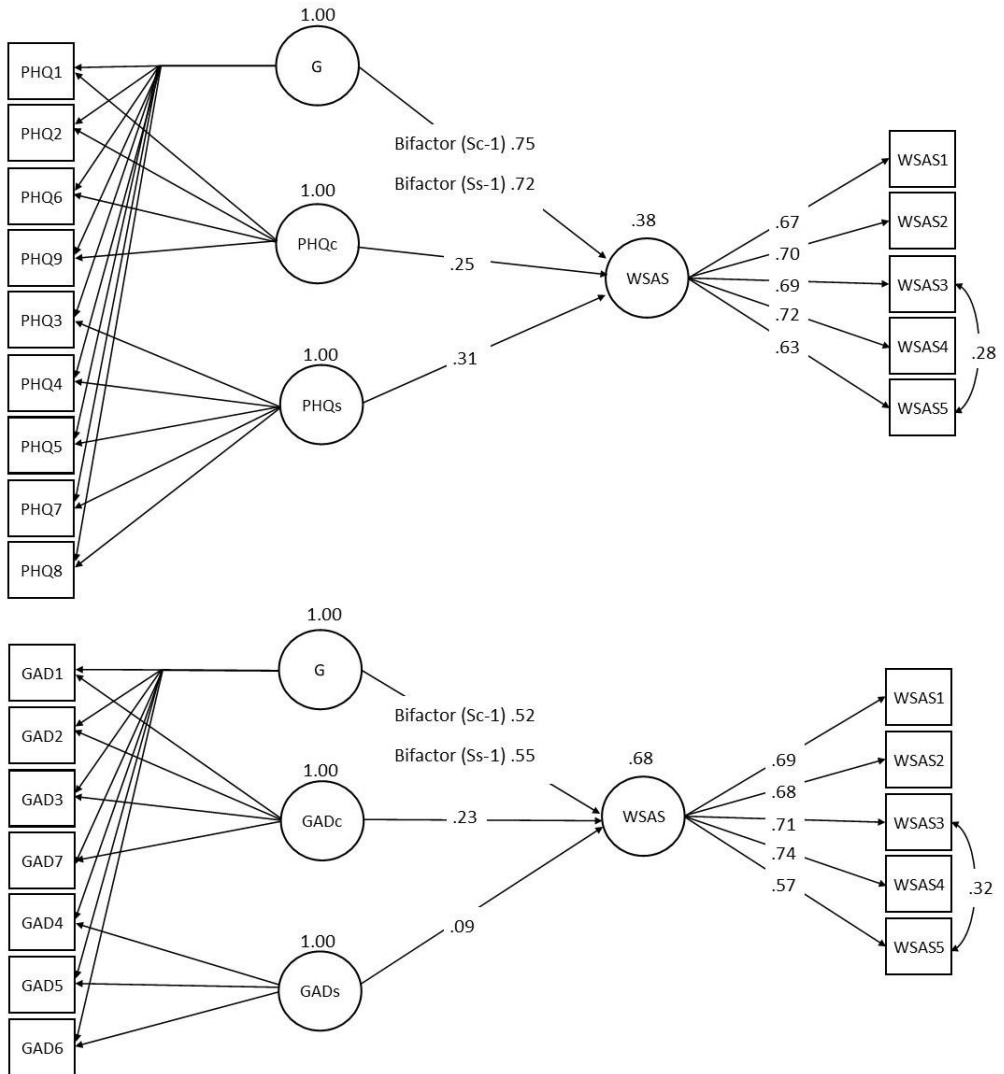 1.00
G
PHQ1
PHQ2
PHQ6
PHQ9
PHQ3
PHQ4
PHQ5
PHQ7
PHQ8
Bifactor (Sc-1) .75
Bifactor (Ss-1) .72
1.00
PHQc
.25
1.00
PHQs
.31
.38
WSAS
.67
.70
.69
.72
.63
WSAS1
WSAS2
WSAS3
WSAS4
WSAS5
.28
1.00
G
GAD1
GAD2
GAD3
GAD7
GAD4
GAD5
GAD6
Bifactor (Sc-1) .52
Bifactor (Ss-1) .55
1.00
GADc
.23
1.00
GADs
.09
.68
WSAS
.69
.68
.71
.74
.57
WSAS1
WSAS2
WSAS3
WSAS4
WSAS5
.32